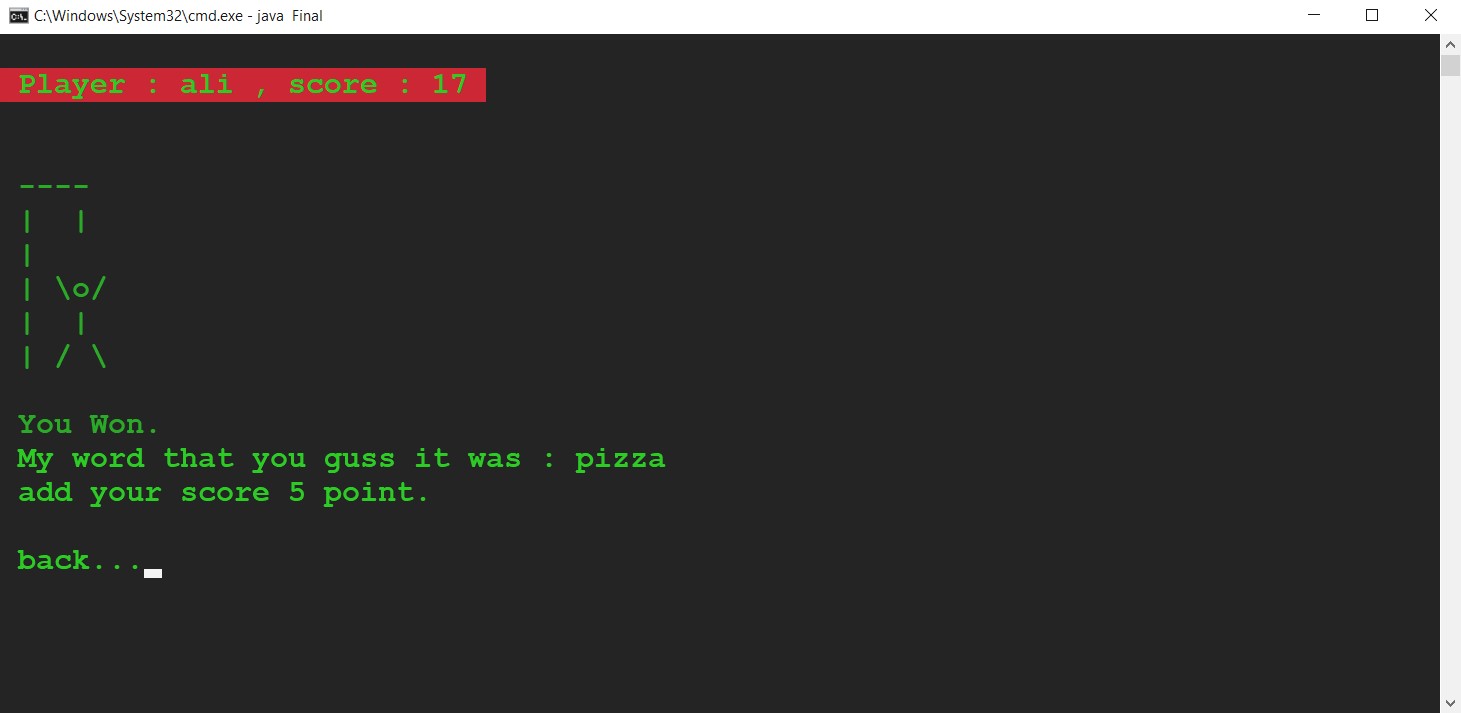 C:\Windows\System32\cmd.exe - java  Final
Player : ali , score : 17
----
|  |
|
| \o/
|  |
| / \
You Won.
My word that you guss it was : pizza
add your score 5 point.
back...